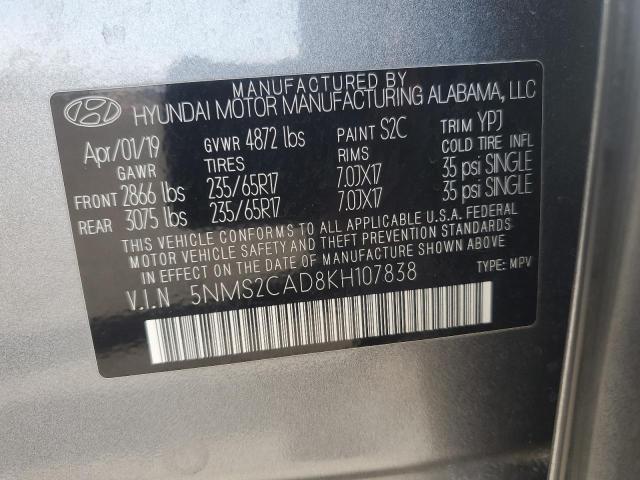 MANUFACTURED BY
HYUNDAI MOTOR MANUFACTURING ALABAMA, LLC
Apr/01/19 GVWR 4872 lbs PAINT S2C TRIM YPJ
GAWR TIRES RIMS COLD TIRE INFL
FRONT 2866 lbs 235/65R17 7.0JX17 35 psi SINGLE
REAR 3075 lbs 235/65R17 7.0JX17 35 psi SINGLE
THIS VEHICLE CONFORMS TO ALL APPLICABLE U.S.A. FEDERAL
MOTOR VEHICLE SAFETY AND THEFT PREVENTION STANDARDS
IN EFFECT ON THE DATE OF MANUFACTURE SHOWN ABOVE.
V.I.N 5NMS2CAD8KH107838 TYPE: MPV